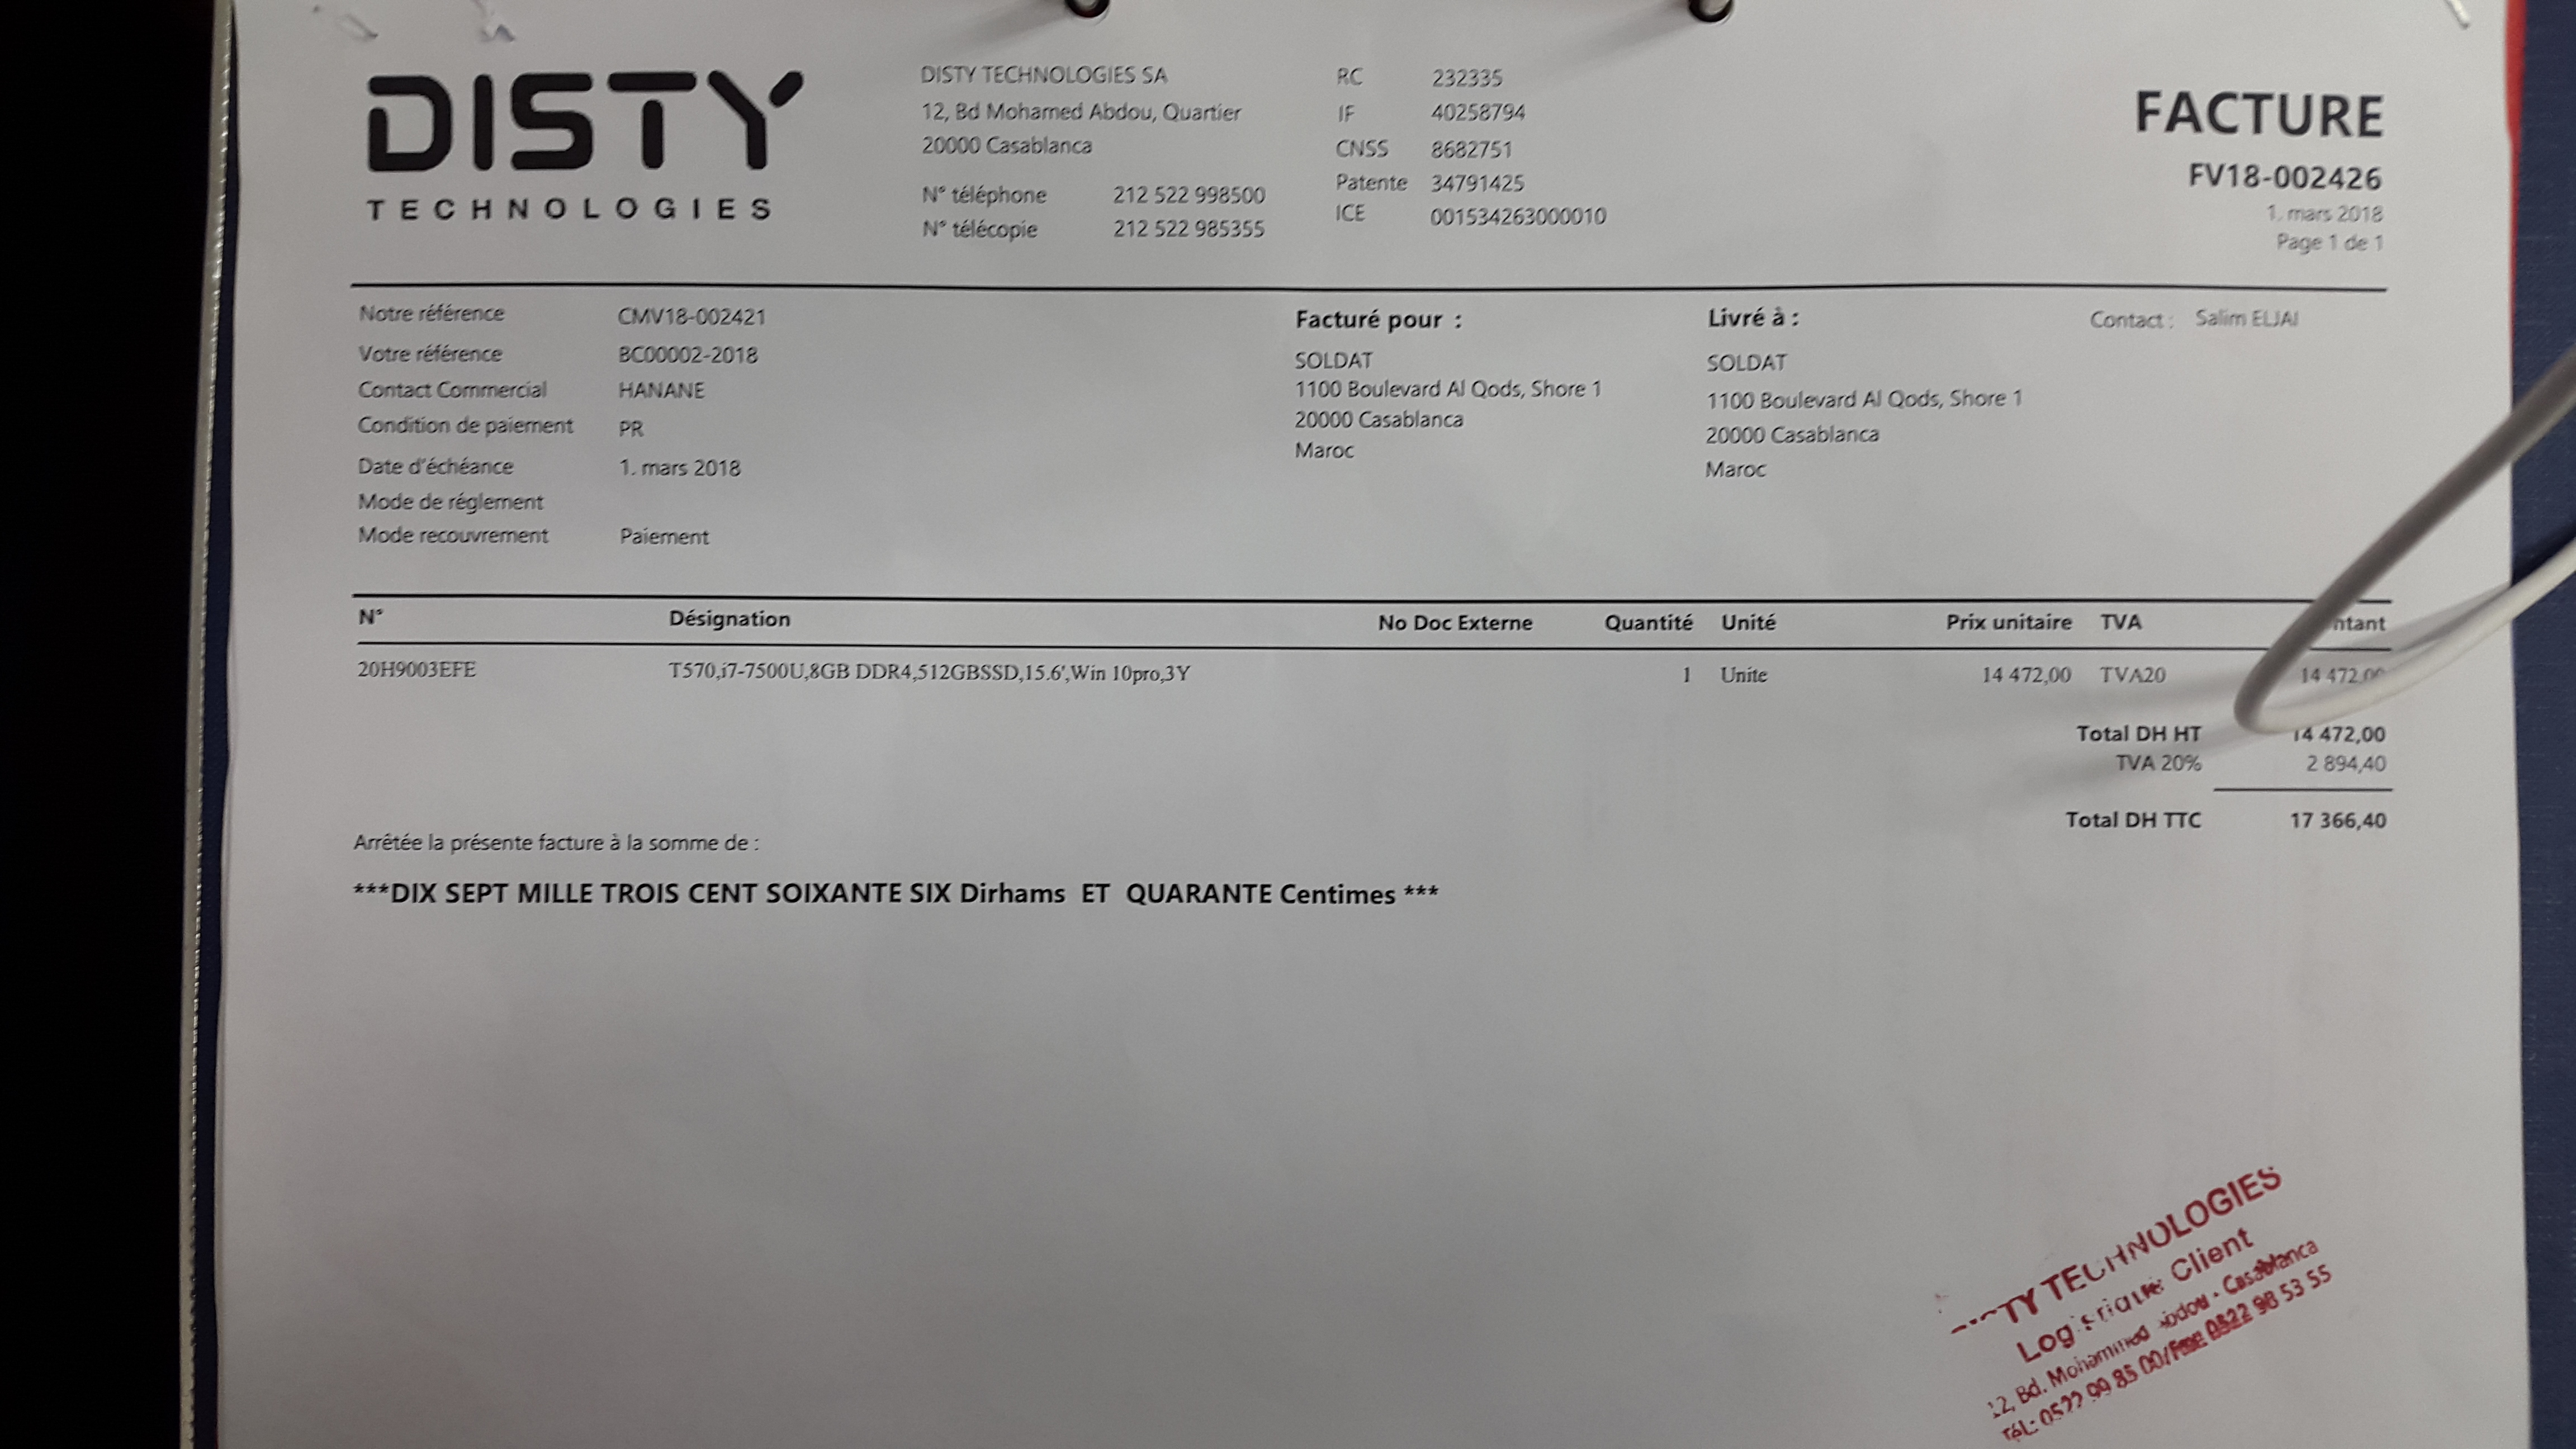 DISTY
TECHNOLOGIES
DISTY TECHNOLOGIES SA
12, Bd Mohamed Abdou, Quartier
20000 Casablanca
N° téléphone 212 522 998500
N° télécopie 212 522 985355
RC 232335
IF 40258794
CNSS 8682751
Patente 34791425
ICE 001534263000010
FACTURE
FV18-002426
1. mars 2018
Page 1 de 1
Notre référence CMV18-002421
Votre référence BC00002-2018
Contact Commercial HANANE
Condition de paiement PR
Date d'échéance 1. mars 2018
Mode de réglement
Mode recouvrement Paiement
Facturé pour :
SOLDAT
1100 Boulevard Al Qods, Shore 1
20000 Casablanca
Maroc
Livré à :
SOLDAT
1100 Boulevard Al Qods, Shore 1
20000 Casablanca
Maroc
Contact : Salim ELJAI
N° Désignation No Doc Externe Quantité Unité Prix unitaire TVA
20H9003EFE T570,i7-7500U,8GB DDR4,512GBSSD,15.6',Win 10pro,3Y 1 Unite 14 472,00 TVA20 14 472,00
Total DH HT 14 472,00
TVA 20% 2 894,40
Total DH TTC 17 366,40
Arrêtée la présente facture à la somme de :
***DIX SEPT MILLE TROIS CENT SOIXANTE SIX Dirhams ET QUARANTE Centimes ***
TECHNOLOGIES
Client
12, Bd. Mohammed Abdou - Casablanca
Tél.: 0522 99 85 00/Fax: 0522 98 53 55